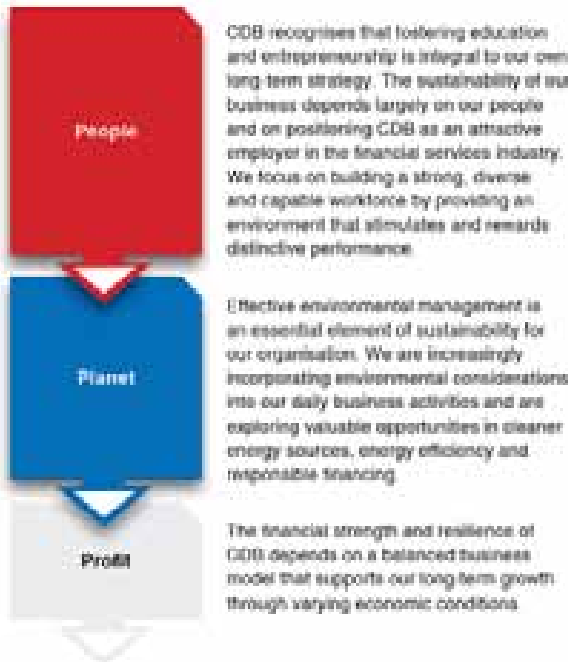 People
CDB recognises that fostering education
and entrepreneurship is integral to our own
long-term strategy. The sustainability of our
business depends largely on our people
and on positioning CDB as an attractive
employer in the financial services industry.
We focus on building a strong, diverse
and capable workforce by providing an
environment that stimulates and rewards
distinctive performance.
Planet
Effective environmental management is
an essential element of sustainability for
our organisation. We are increasingly
incorporating environmental considerations
into our daily business activities and are
exploring valuable opportunities in cleaner
energy sources, energy efficiency and
responsible financing.
Profit
The financial strength and resilience of
CDB depends on a balanced business
model that supports our long-term growth
through varying economic conditions.